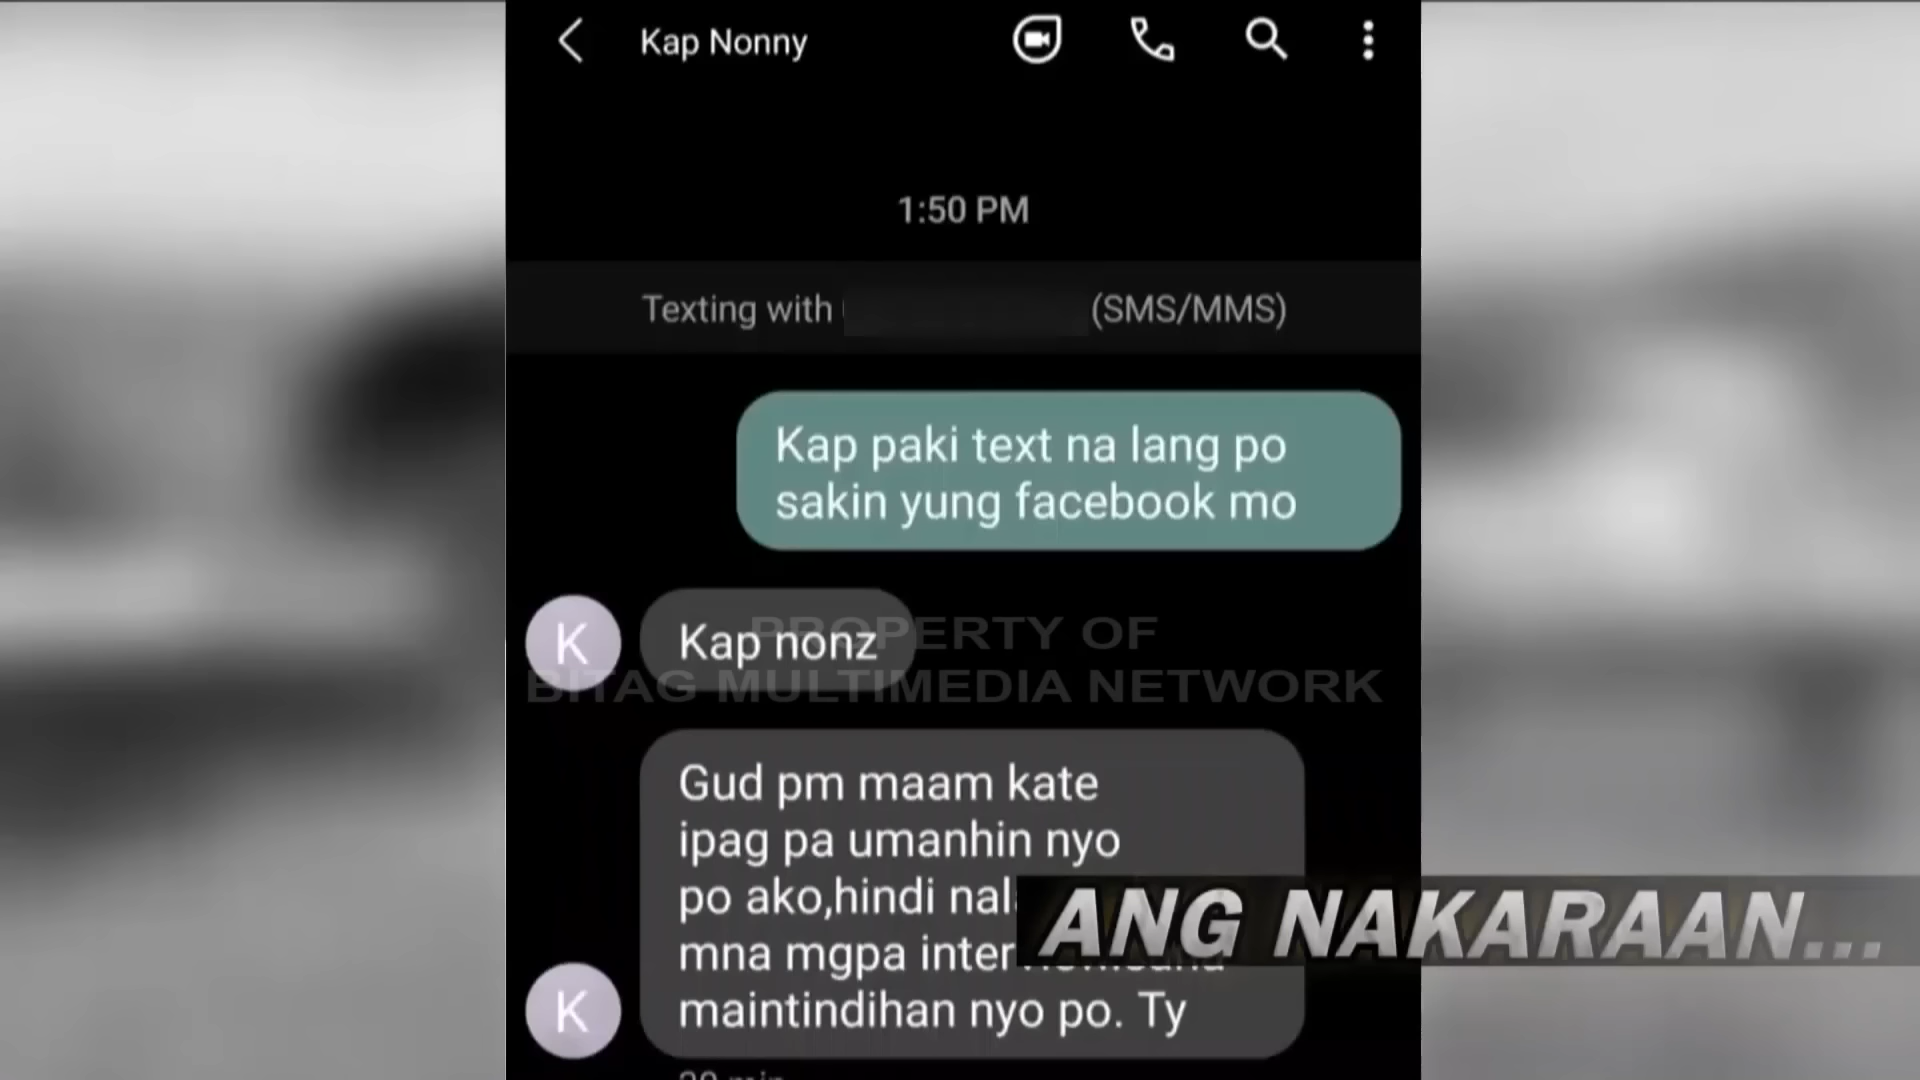 Kap Nonny
1:50 PM
Texting with (SMS/MMS)
Kap paki text na lang po
sakin yung facebook mo
K
Kap nonz
PROPERTY OF
BITAG MULTIMEDIA NETWORK
Gud pm maam kate
ipag pa umanhin nyo
po ako,hindi
mna mgpa
K
maintindihan nyo po. Ty
ANG NAKARAAN...